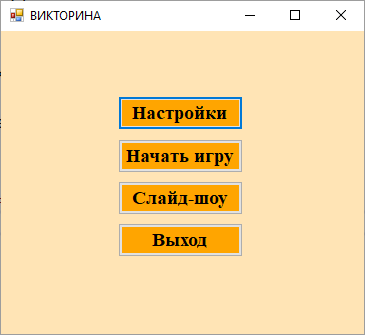 ВИКТОРИНА
Настройки
Начать игру
Слайд-шоу
Выход